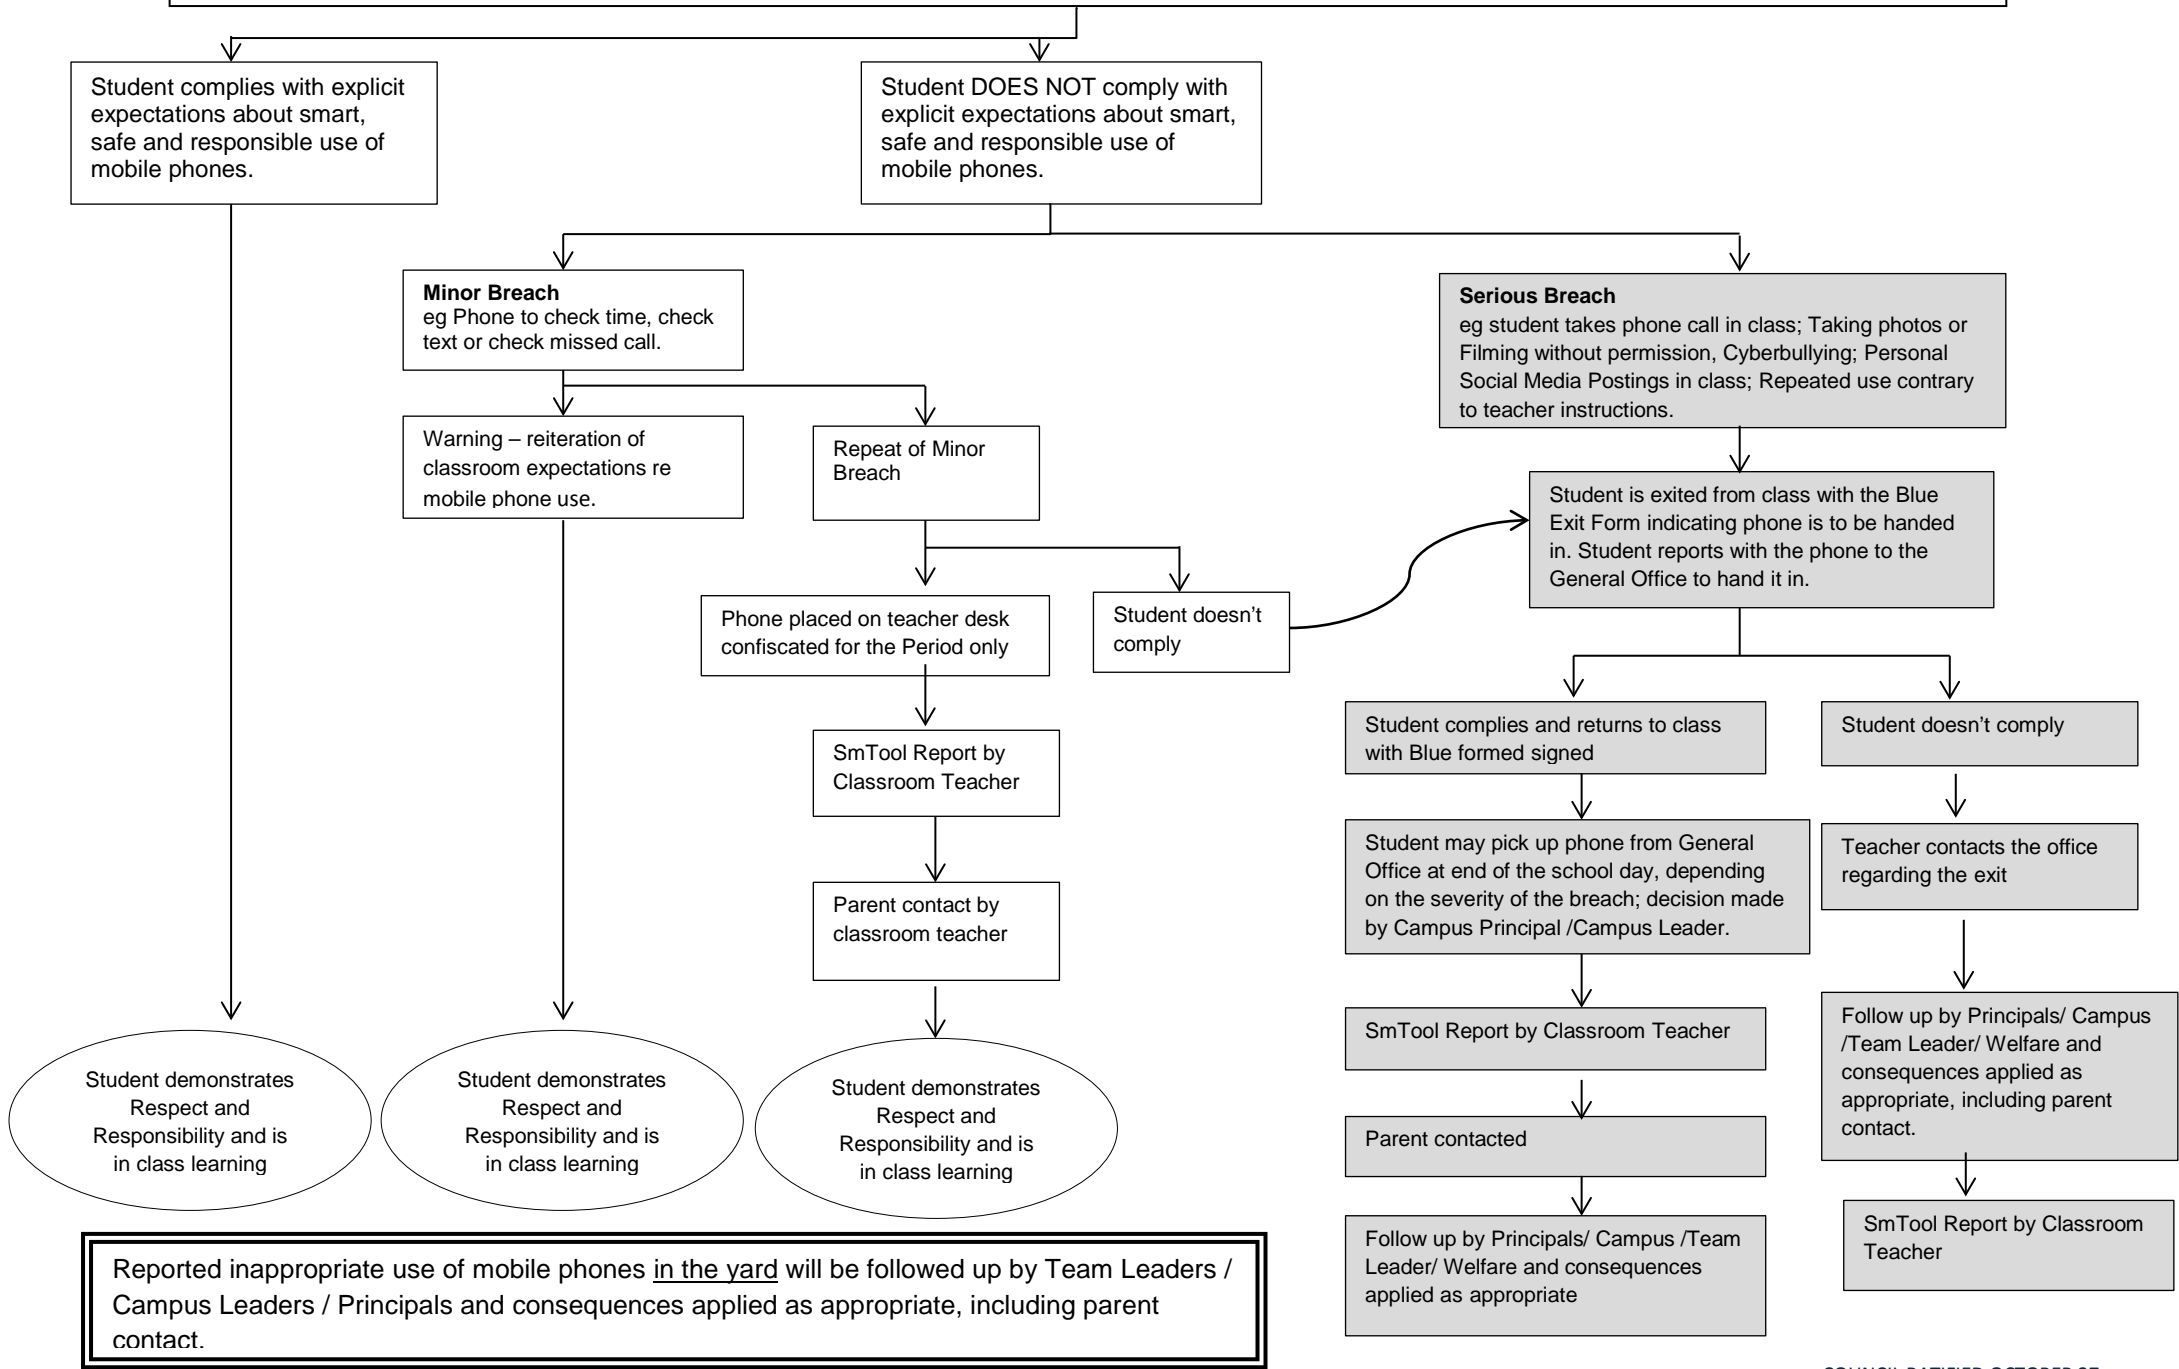 Student complies with explicit
expectations about smart,
safe and responsible use of
mobile phones.
Student DOES NOT comply with
explicit expectations about smart,
safe and responsible use of
mobile phones.
Minor Breach
eg Phone to check time, check
text or check missed call.
Serious Breach
eg student takes phone call in class; Taking photos or
Filming without permission, Cyberbullying; Personal
Social Media Postings in class; Repeated use contrary
to teacher instructions.
Warning – reiteration of
classroom expectations re
mobile phone use.
Repeat of Minor
Breach
Student is exited from class with the Blue
Exit Form indicating phone is to be handed
in. Student reports with the phone to the
General Office to hand it in.
Phone placed on teacher desk
confiscated for the Period only
Student doesn’t
comply
SmTool Report by
Classroom Teacher
Parent contact by
classroom teacher
Student complies and returns to class
with Blue formed signed
Student doesn’t comply
Student may pick up phone from General
Office at end of the school day, depending
on the severity of the breach; decision made
by Campus Principal /Campus Leader.
Teacher contacts the office
regarding the exit
SmTool Report by Classroom Teacher
Follow up by Principals/ Campus
/Team Leader/ Welfare and
consequences applied as
appropriate, including parent
contact.
Parent contacted
Follow up by Principals/ Campus /Team
Leader/ Welfare and consequences
applied as appropriate
SmTool Report by Classroom
Teacher
Student demonstrates
Respect and
Responsibility and is
in class learning
Student demonstrates
Respect and
Responsibility and is
in class learning
Student demonstrates
Respect and
Responsibility and is
in class learning
Reported inappropriate use of mobile phones in the yard will be followed up by Team Leaders /
Campus Leaders / Principals and consequences applied as appropriate, including parent
contact.